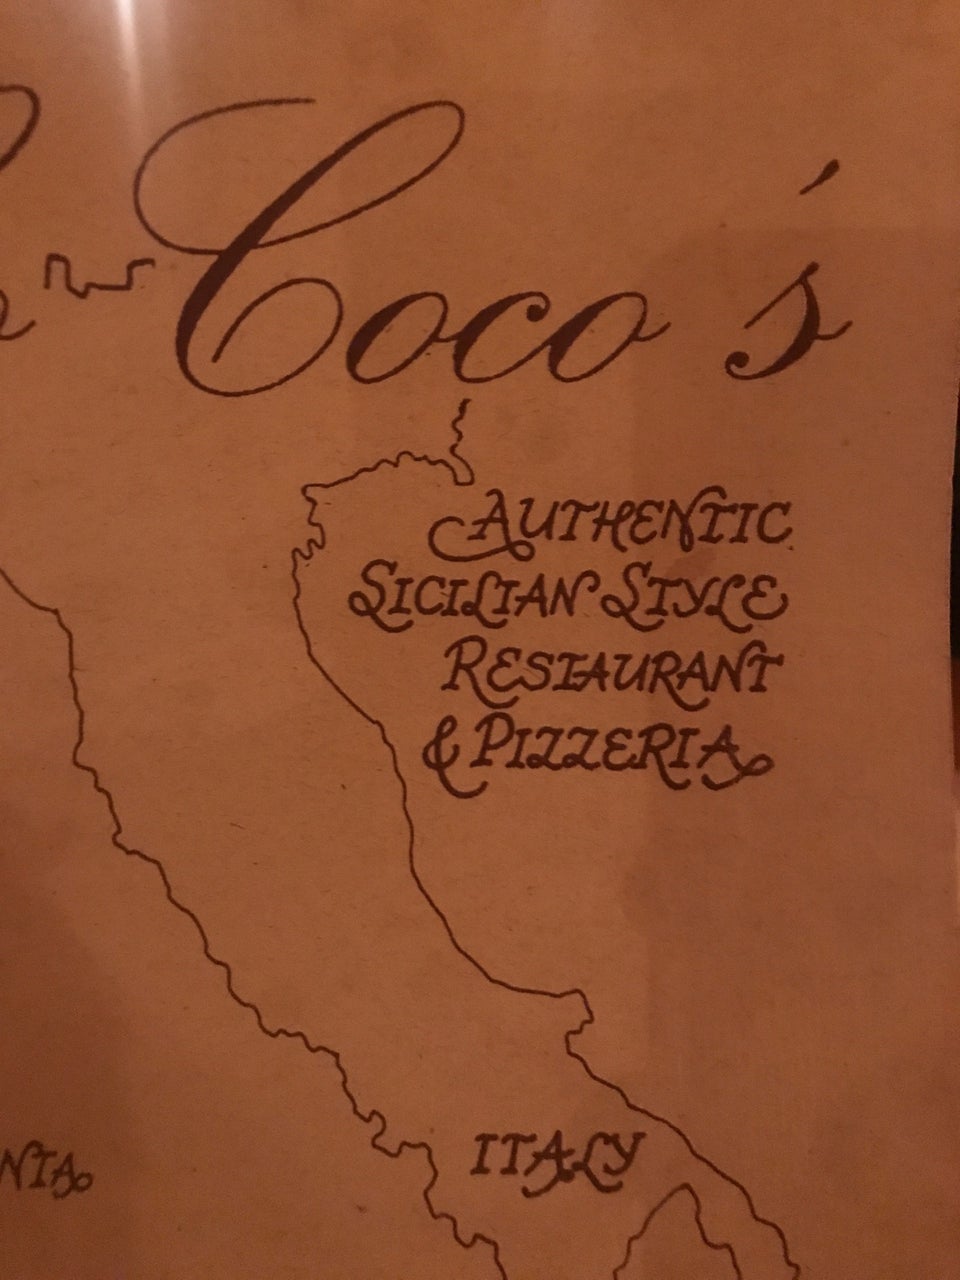 Coco's
AUTHENTIC
SICILIAN STYLE
RESTAURANT
& PIZZERIA
ITALY